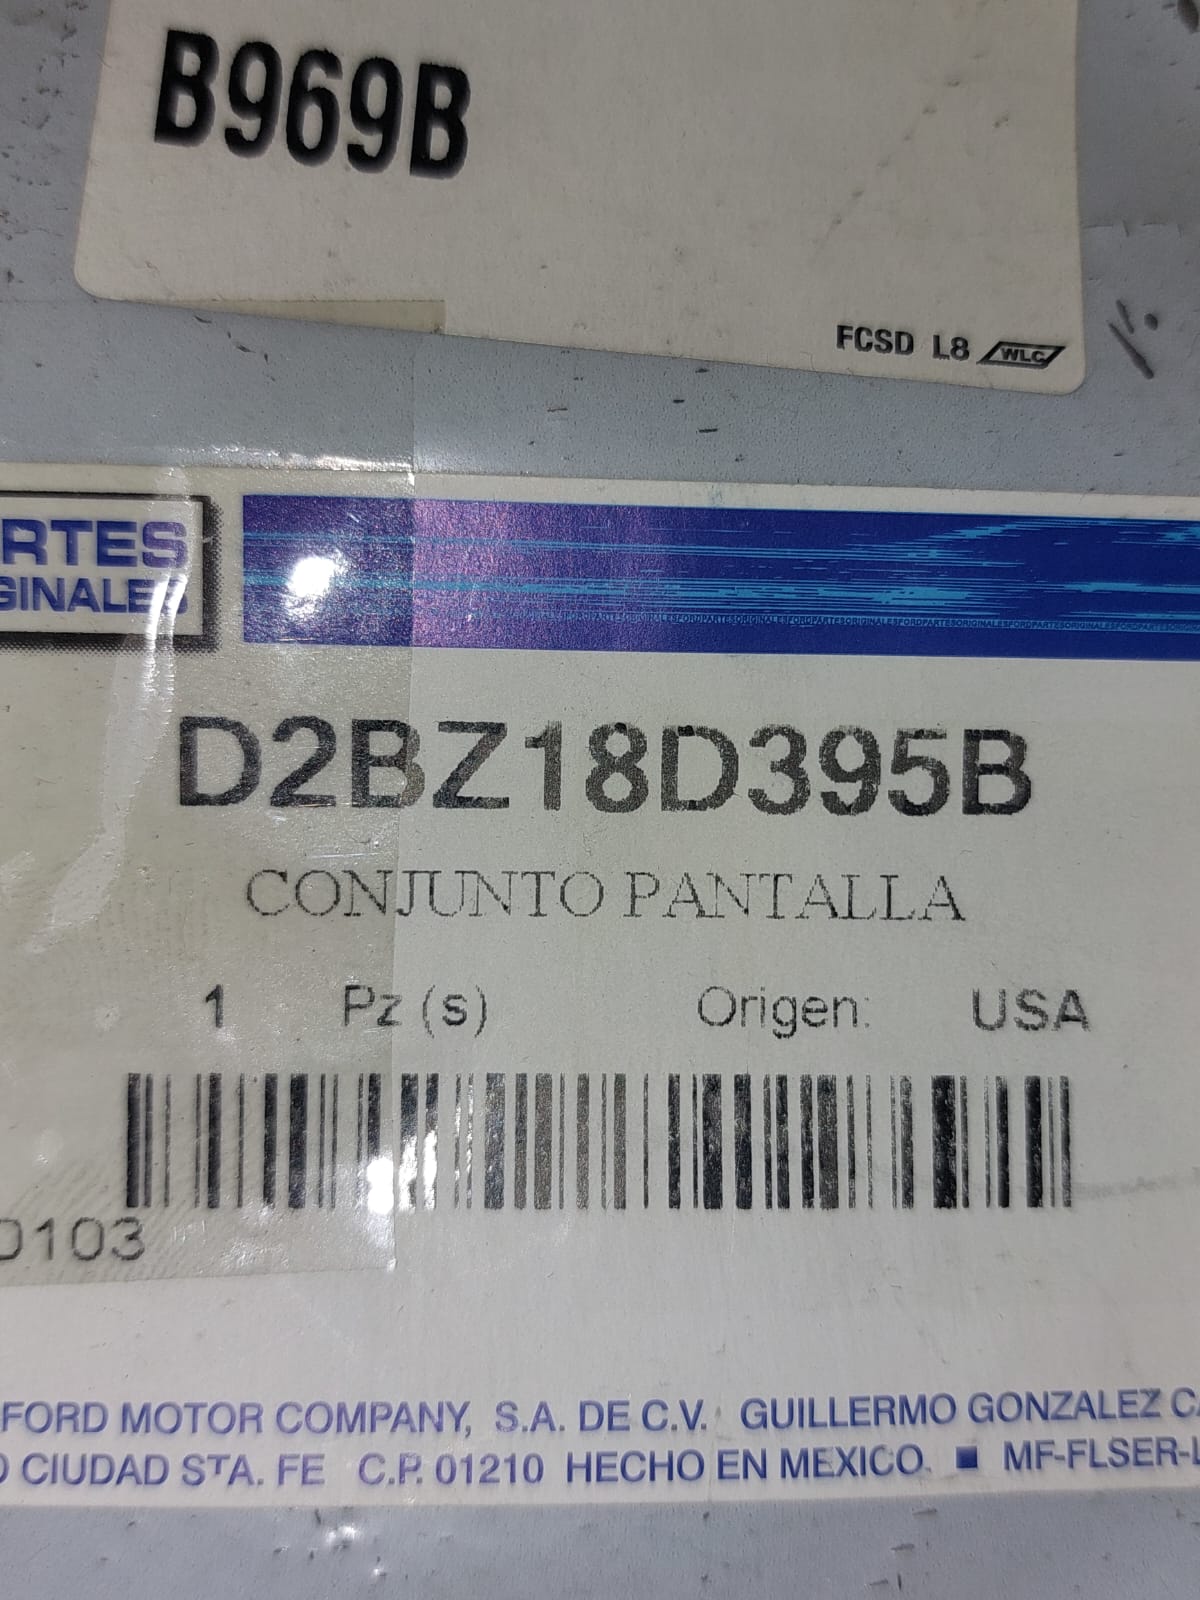 B969B
FCSD L8 WLC
RTES
GINALES
D2BZ18D395B
CONJUNTO PANTALLA
1 Pz(s) Origen: USA
0103
FORD MOTOR COMPANY, S.A. DE C.V. GUILLERMO GONZALEZ CA
O CIUDAD STA. FE C.P. 01210 HECHO EN MEXICO. ■ MF-FLSER-L